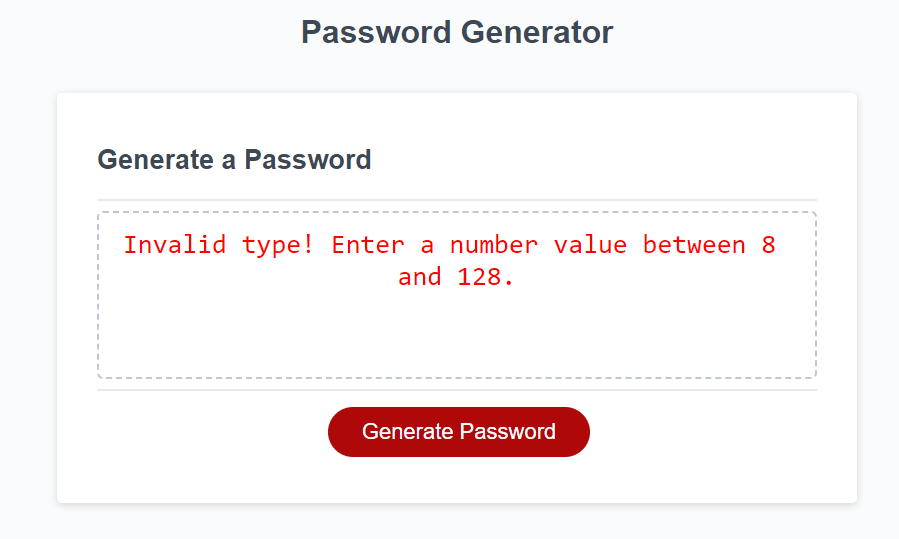 Password Generator
Generate a Password
Invalid type! Enter a number value between 8
and 128.
Generate Password